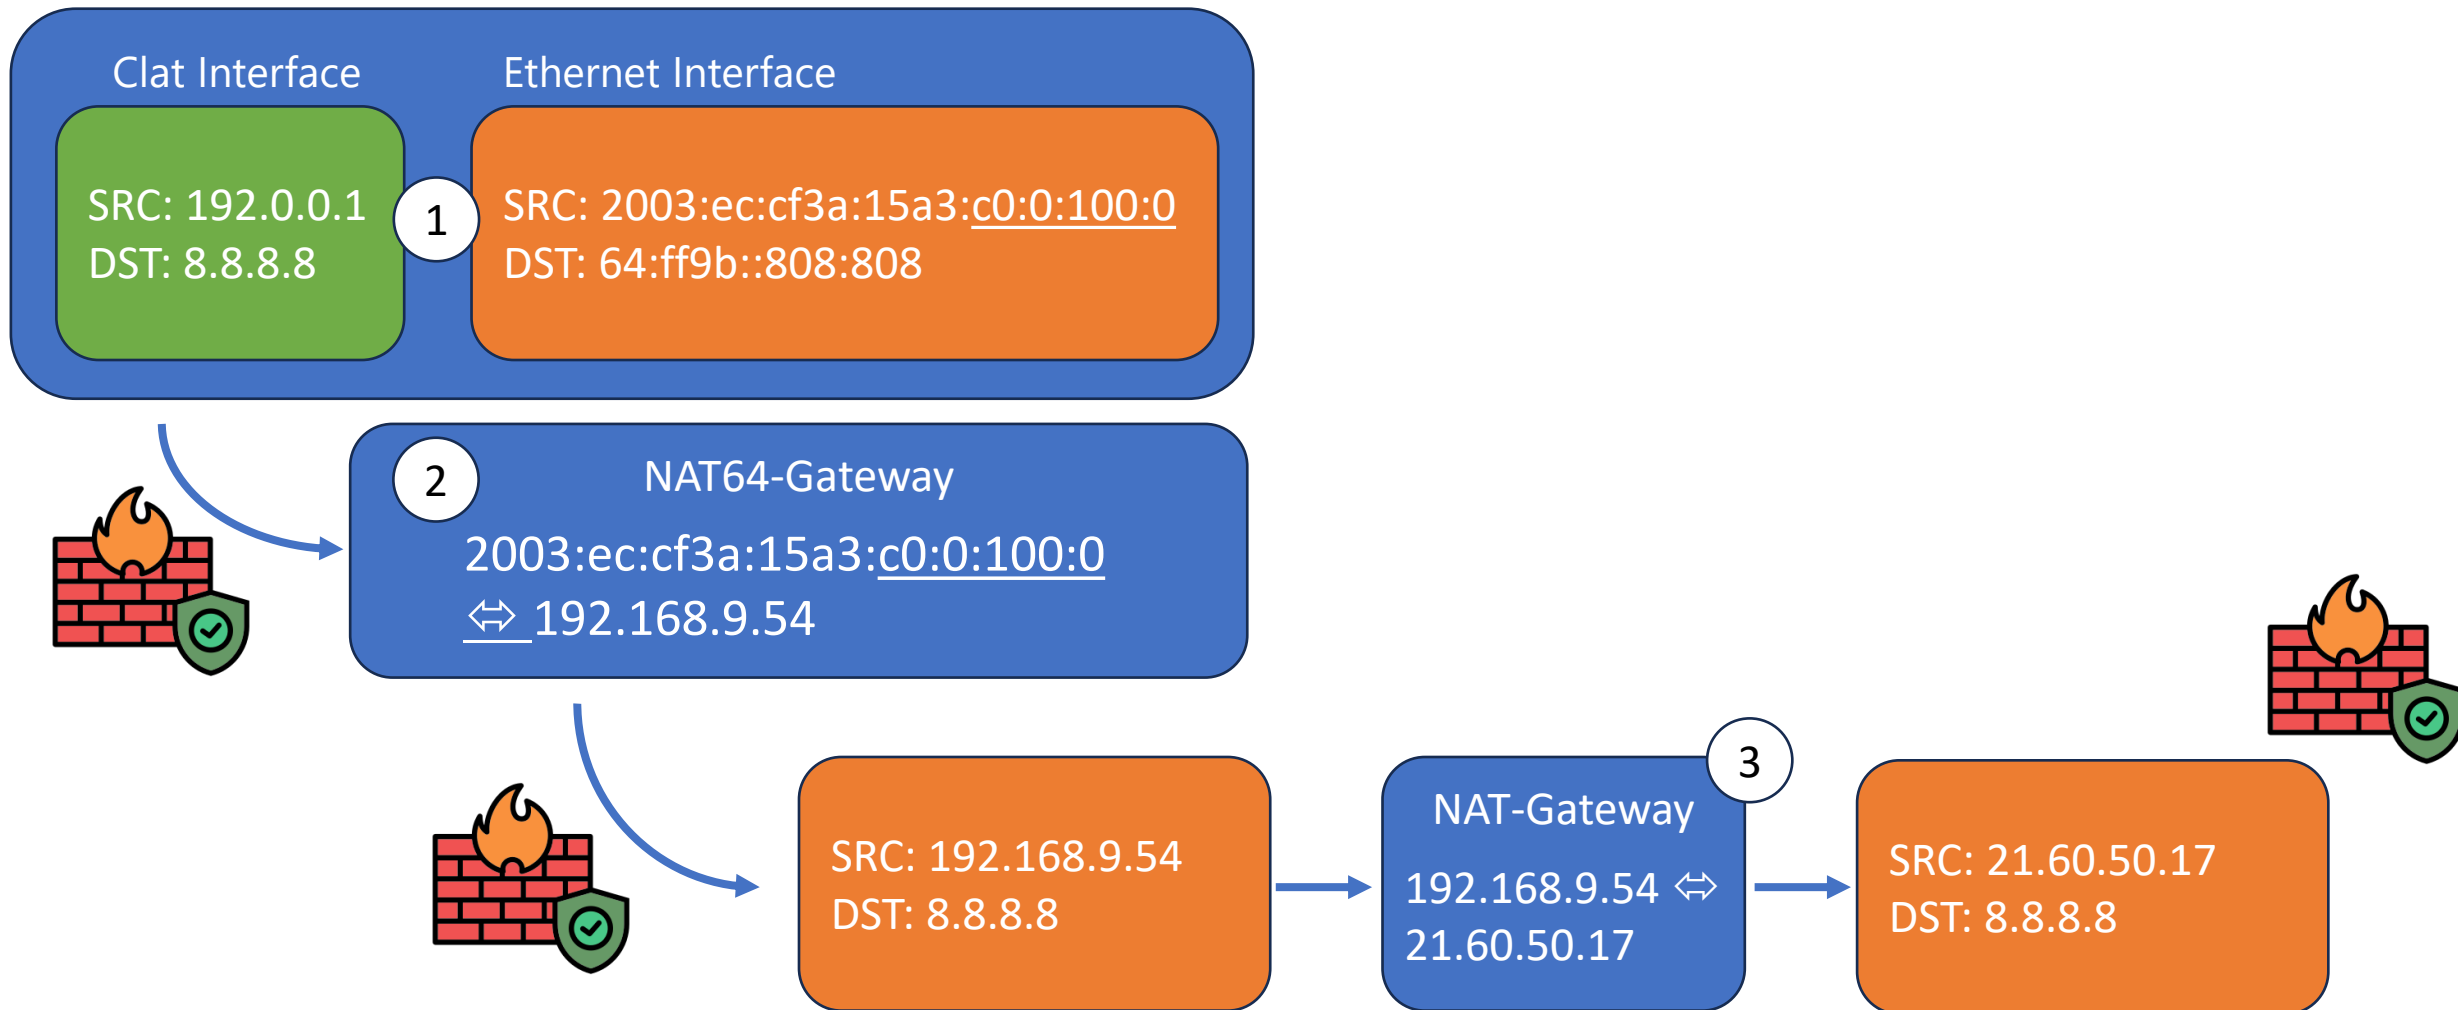 Clat Interface
Ethernet Interface
SRC: 192.0.0.1
DST: 8.8.8.8
1
SRC: 2003:ec:cf3a:15a3:c0:0:100:0
DST: 64:ff9b::808:808
2
NAT64-Gateway
2003:ec:cf3a:15a3:c0:0:100:0
⬄ 192.168.9.54
SRC: 192.168.9.54
DST: 8.8.8.8
3
NAT-Gateway
192.168.9.54 ⬄
21.60.50.17
SRC: 21.60.50.17
DST: 8.8.8.8